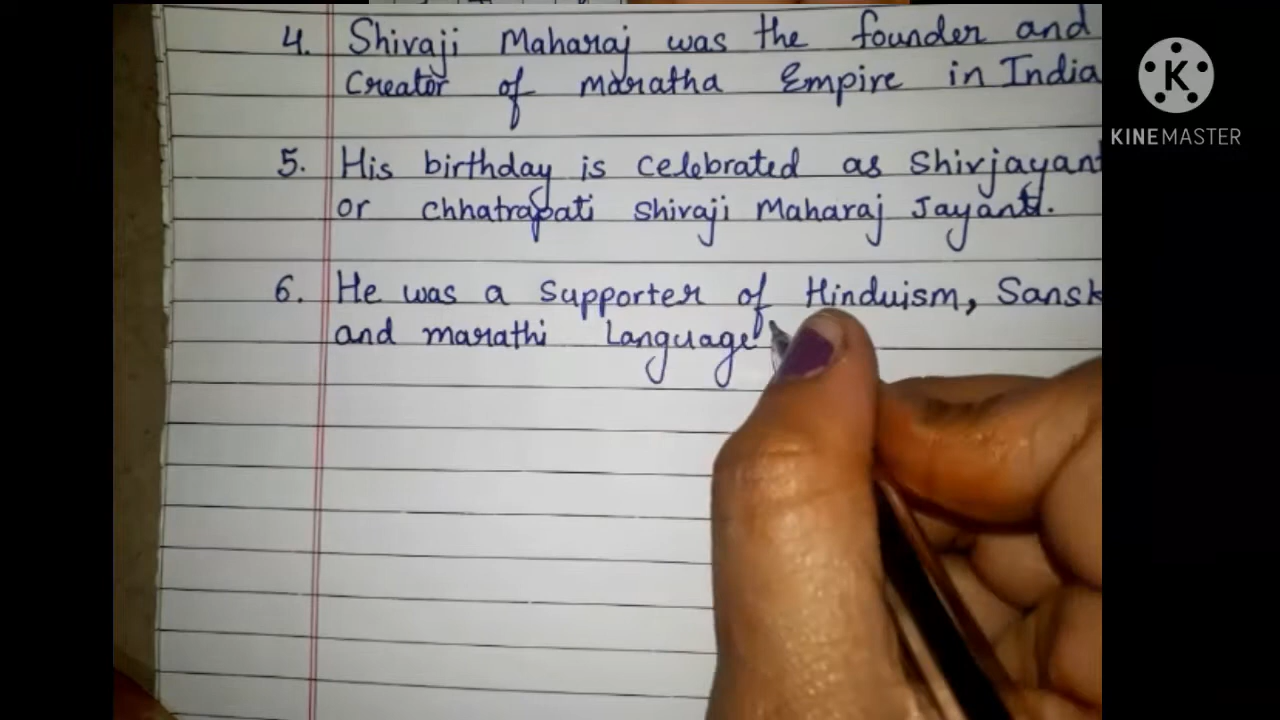 4. Shivaji Maharaj was the founder and
Creator of maratha Empire in India
5. His birthday is celebrated as Shivjayant
or chhatrapati Shivaji Maharaj Jayanti.
6. He was a supporter of Hinduism, Sansk
and marathi Language
K
KINEMASTER